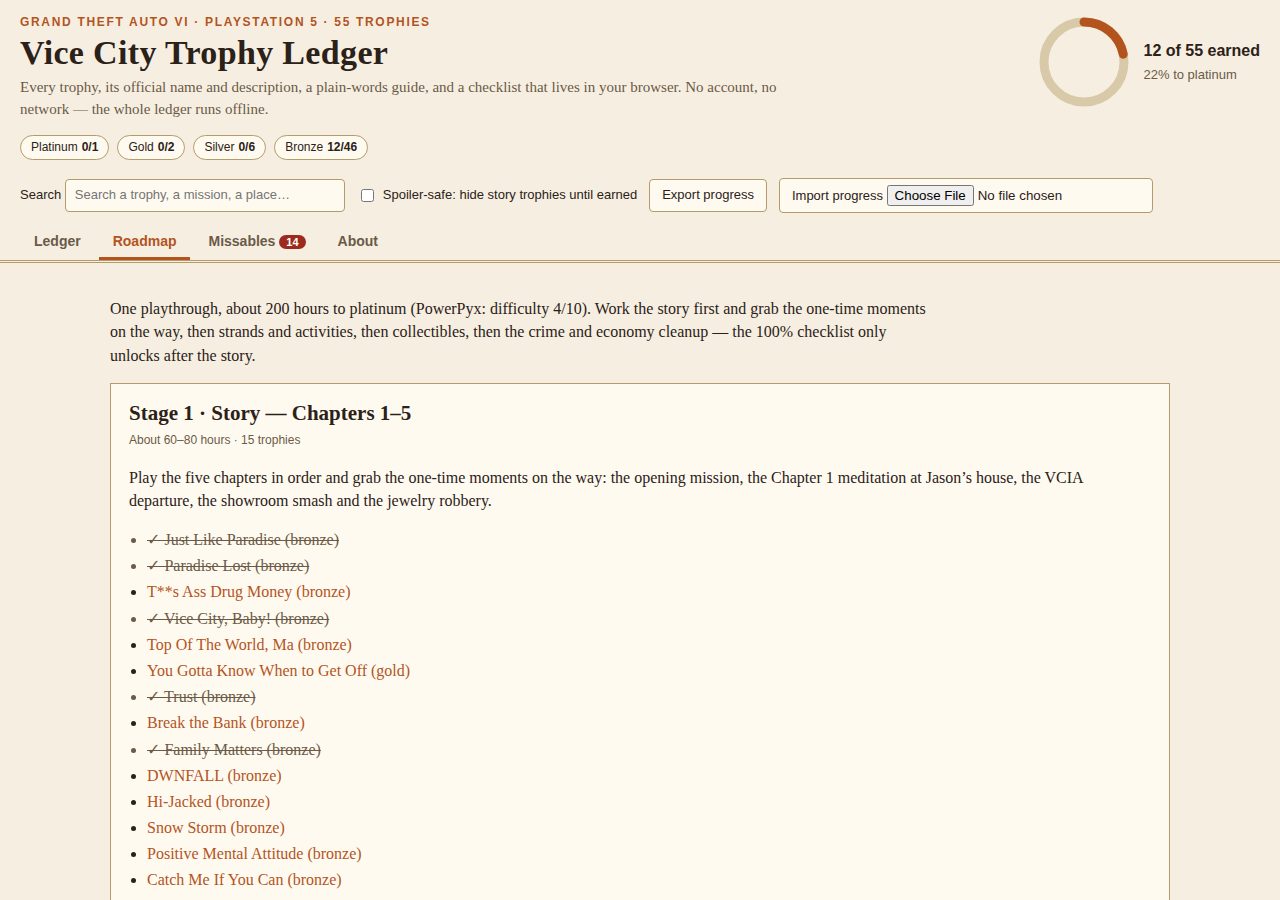 GRAND THEFT AUTO VI · PLAYSTATION 5 · 55 TROPHIES
Vice City Trophy Ledger
Every trophy, its official name and description, a plain-words guide, and a checklist that lives in your browser. No account, no
network — the whole ledger runs offline.
12 of 55 earned
22% to platinum
Platinum 0/1 Gold 0/2 Silver 0/6 Bronze 12/46
Search Search a trophy, a mission, a place… Spoiler-safe: hide story trophies until earned Export progress Import progress Choose File No file chosen
Ledger Roadmap Missables 14 About
One playthrough, about 200 hours to platinum (PowerPyx: difficulty 4/10). Work the story first and grab the one-time moments
on the way, then strands and activities, then collectibles, then the crime and economy cleanup — the 100% checklist only
unlocks after the story.
Stage 1 · Story — Chapters 1–5
About 60–80 hours · 15 trophies
Play the five chapters in order and grab the one-time moments on the way: the opening mission, the Chapter 1 meditation at Jason’s house, the VCIA
departure, the showroom smash and the jewelry robbery.
• ✓ Just Like Paradise (bronze)
• ✓ Paradise Lost (bronze)
• T**s Ass Drug Money (bronze)
• ✓ Vice City, Baby! (bronze)
• Top Of The World, Ma (bronze)
• You Gotta Know When to Get Off (gold)
• ✓ Trust (bronze)
• Break the Bank (bronze)
• ✓ Family Matters (bronze)
• DWNFALL (bronze)
• Hi-Jacked (bronze)
• Snow Storm (bronze)
• Positive Mental Attitude (bronze)
• Catch Me If You Can (bronze)